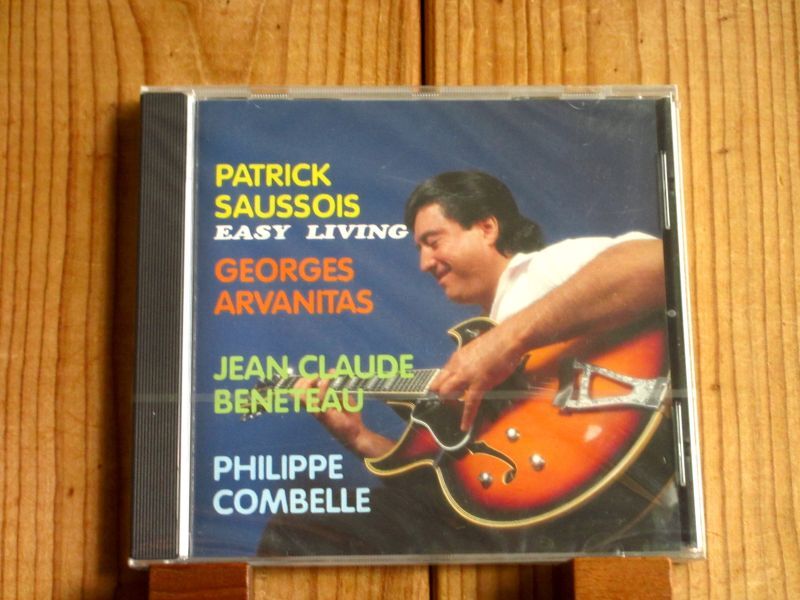 PATRICK
SAUSSOIS
EASY LIVING
GEORGES
ARVANITAS
JEAN CLAUDE
BENETEAU
PHILIPPE
COMBELLE